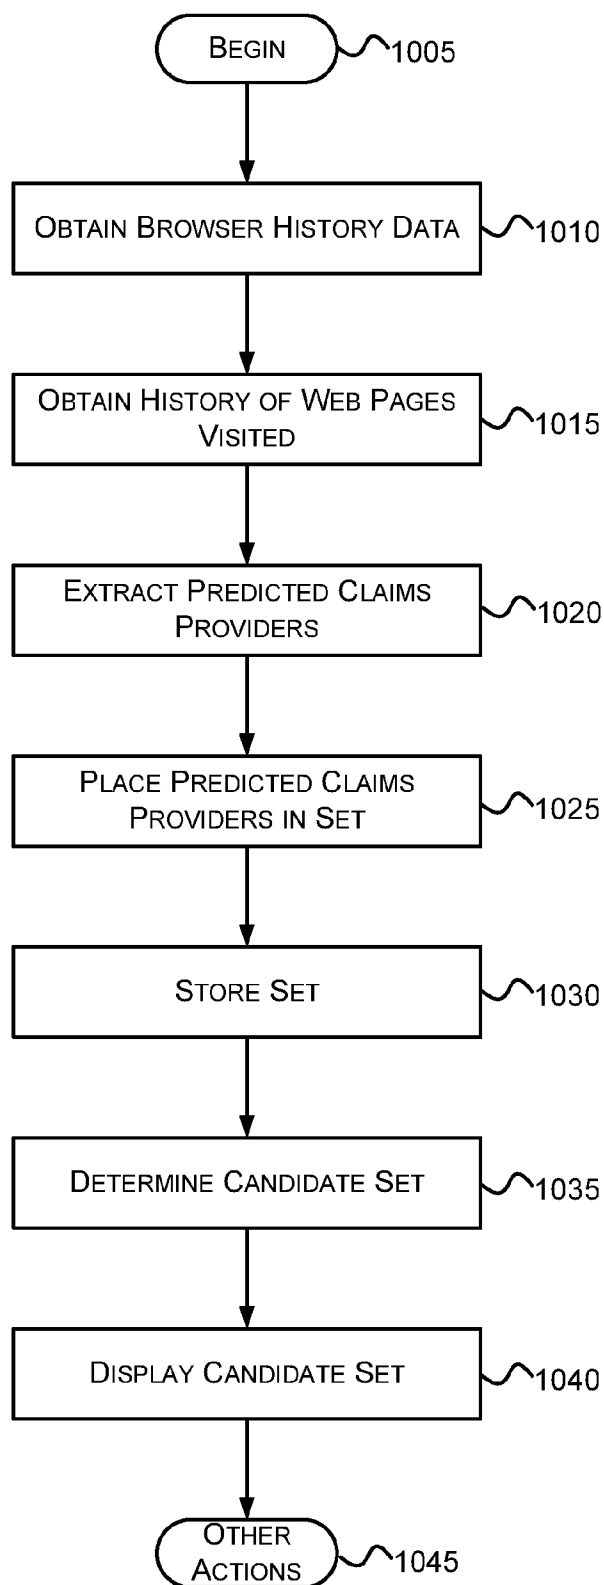 BEGIN
1005
OBTAIN BROWSER HISTORY DATA
1010
OBTAIN HISTORY OF WEB PAGES
VISITED
1015
EXTRACT PREDICTED CLAIMS
PROVIDERS
1020
PLACE PREDICTED CLAIMS
PROVIDERS IN SET
1025
STORE SET
1030
DETERMINE CANDIDATE SET
1035
DISPLAY CANDIDATE SET
1040
OTHER
ACTIONS
1045